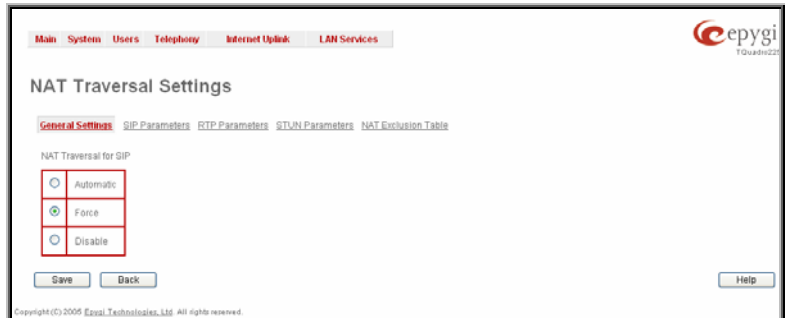 Main System Users Telephony Internet Uplink LAN Services
epygi
TQuadro225
NAT Traversal Settings
General Settings SIP Parameters RTP Parameters STUN Parameters NAT Exclusion Table
NAT Traversal for SIP
Automatic
Force
Disable
Save Back Help
Copyright (C) 2005 Epygi Technologies, Ltd. All rights reserved.